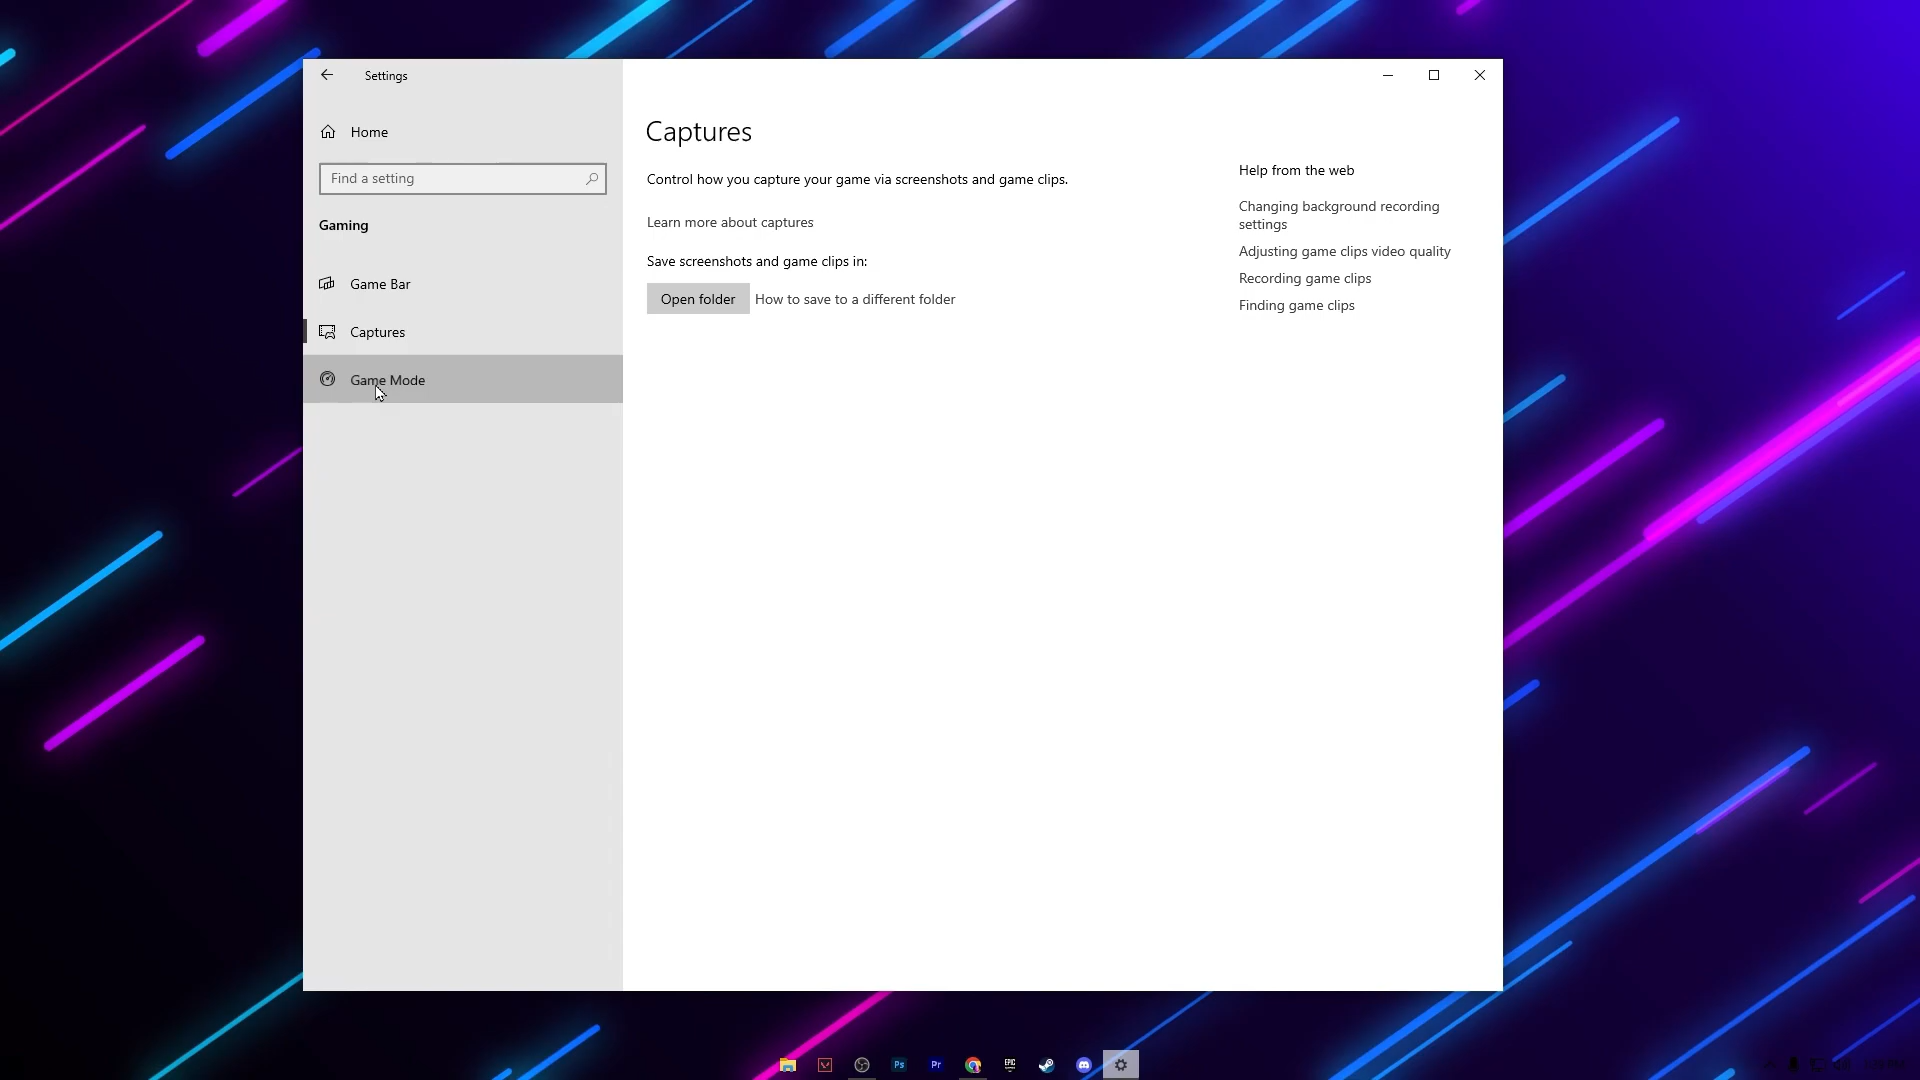 Settings
Home
Find a setting
Gaming
Game Bar
Captures
Game Mode
Captures
Control how you capture your game via screenshots and game clips.
Learn more about captures
Save screenshots and game clips in:
Open folder How to save to a different folder
Help from the web
Changing background recording
settings
Adjusting game clips video quality
Recording game clips
Finding game clips
Ps
Pr
EPIC